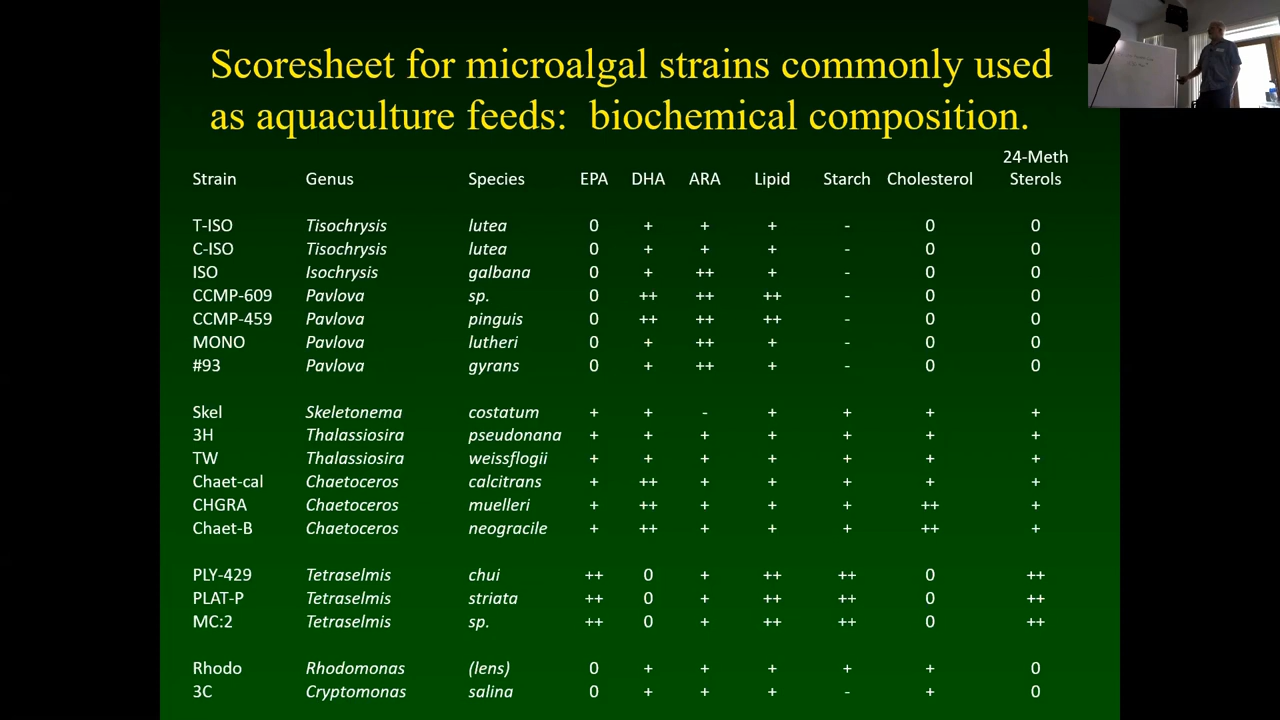 Scoresheet for microalgal strains commonly used
as aquaculture feeds: biochemical composition.
24-Meth
Strain Genus Species EPA DHA ARA Lipid Starch Cholesterol Sterols
T-ISO Tisochrysis lutea 0 + + + - 0 0
C-ISO Tisochrysis lutea 0 + + + - 0 0
ISO Isochrysis galbana 0 + ++ + - 0 0
CCMP-609 Pavlova sp. 0 ++ ++ ++ - 0 0
CCMP-459 Pavlova pinguis 0 ++ ++ ++ - 0 0
MONO Pavlova lutheri 0 + ++ + - 0 0
#93 Pavlova gyrans 0 + ++ + - 0 0
Skel Skeletonema costatum + + - + + + +
3H Thalassiosira pseudonana + + + + + + +
TW Thalassiosira weissflogii + + + + + + +
Chaet-cal Chaetoceros calcitrans + ++ + + + + +
CHGRA Chaetoceros muelleri + ++ + + + ++ +
Chaet-B Chaetoceros neogracile + ++ + + + ++ +
PLY-429 Tetraselmis chui ++ 0 + ++ ++ 0 ++
PLAT-P Tetraselmis striata ++ 0 + ++ ++ 0 ++
MC:2 Tetraselmis sp. ++ 0 + ++ ++ 0 ++
Rhodo Rhodomonas (lens) 0 + + + + + 0
3C Cryptomonas salina 0 + + + - + 0